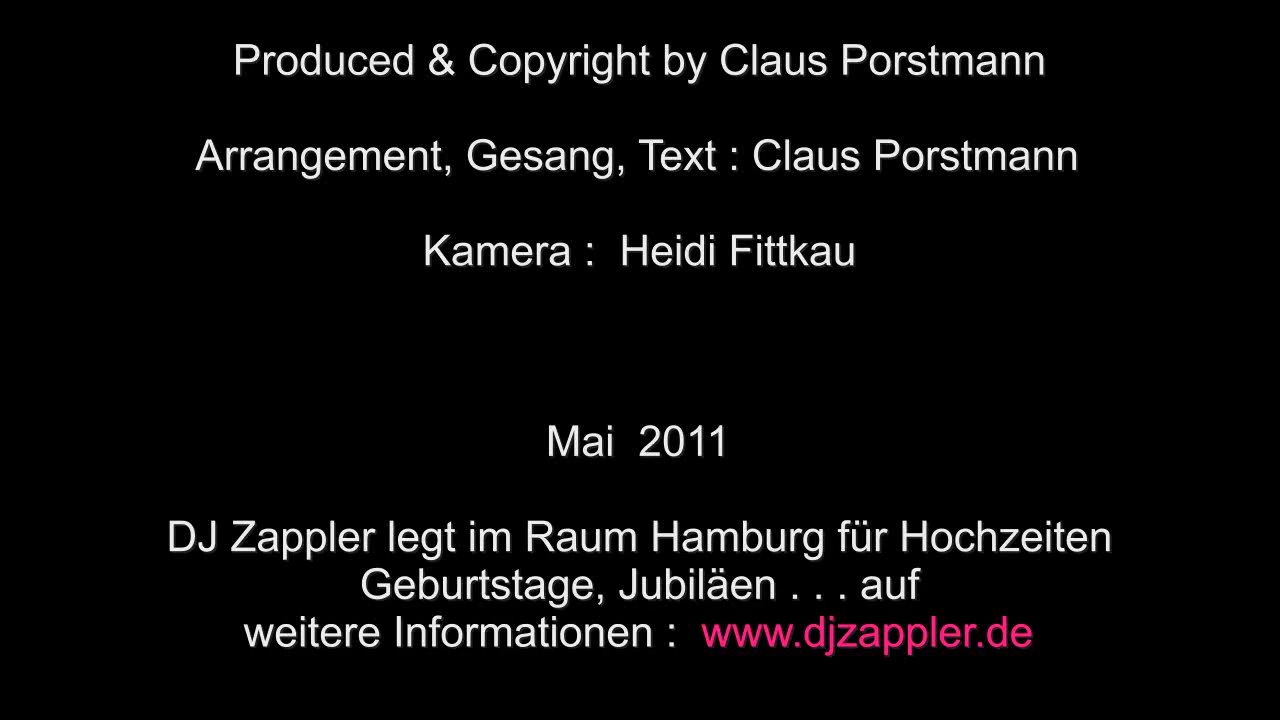 Produced & Copyright by Claus Porstmann
Arrangement, Gesang, Text : Claus Porstmann
Kamera :  Heidi Fittkau
Mai  2011
DJ Zappler legt im Raum Hamburg für Hochzeiten
Geburtstage, Jubiläen . . . auf
weitere Informationen :  www.djzappler.de